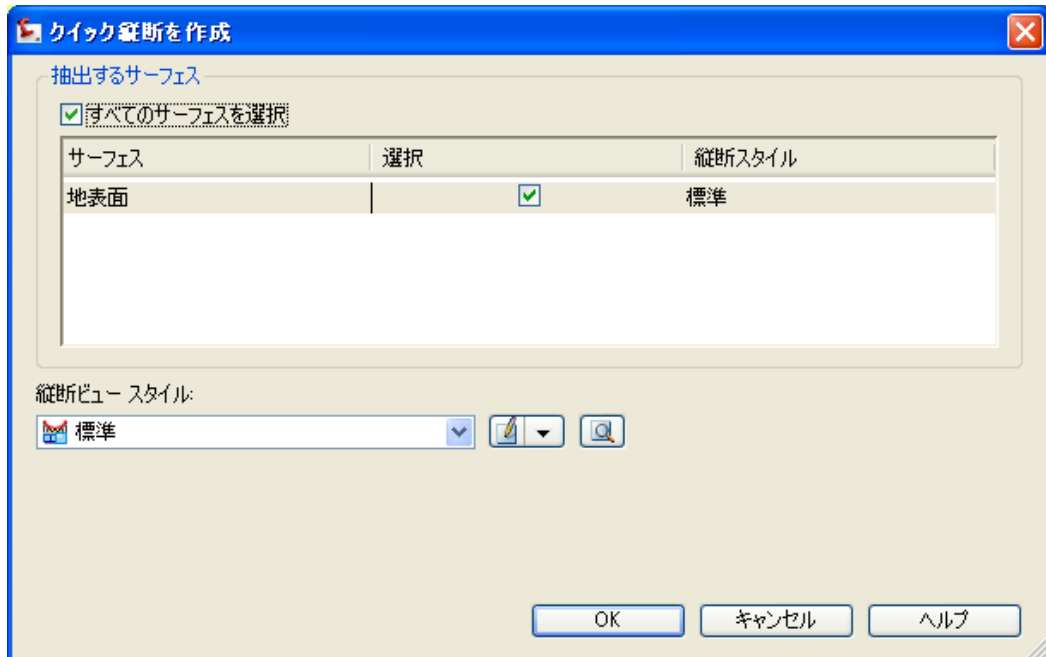 クイック縦断を作成
抽出するサーフェス
すべてのサーフェスを選択
サーフェス 選択 縦断スタイル
地表面 標準
縦断ビュー スタイル:
標準
OK キャンセル ヘルプ